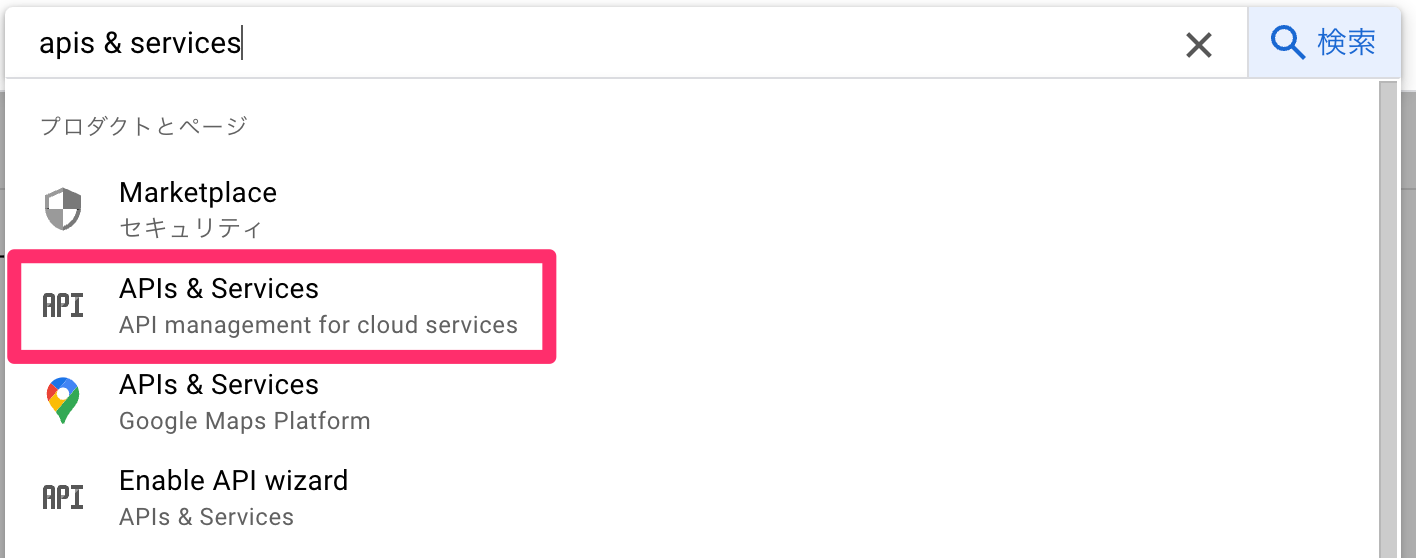 apis & services
検索
プロダクトとページ
Marketplace
セキュリティ
API
APIs & Services
API management for cloud services
APIs & Services
Google Maps Platform
API
Enable API wizard
APIs & Services